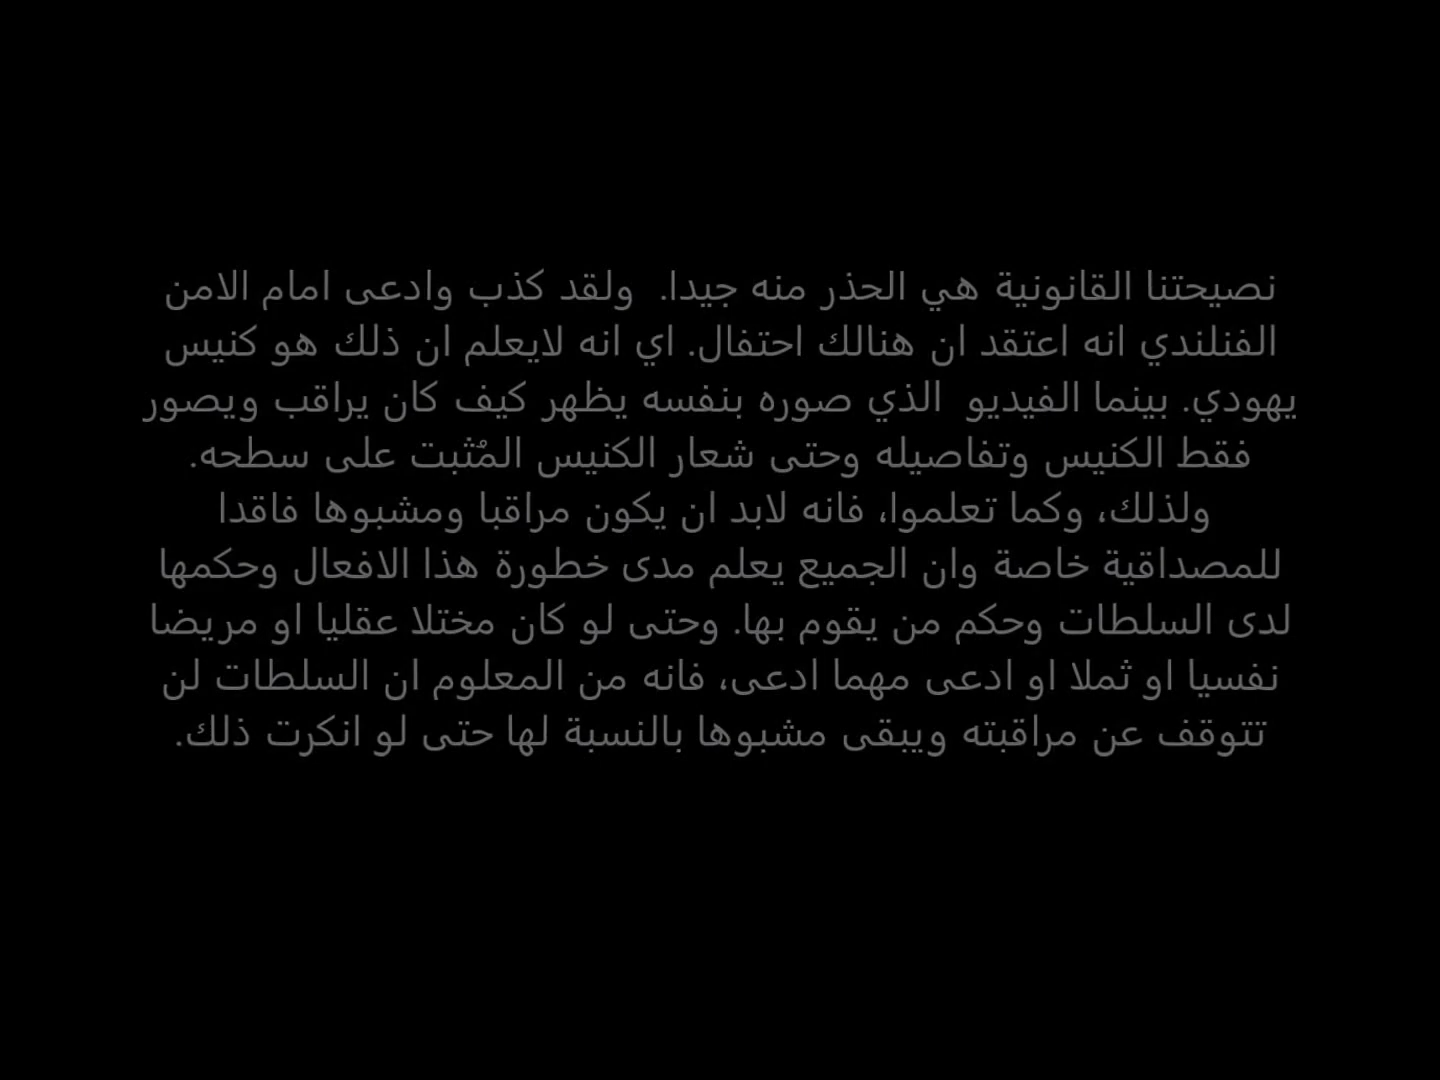 نصيحتنا القانونية هي الحذر منه جيدا.  ولقد كذب وادعى امام الامن
الفنلندي انه اعتقد ان هنالك احتفال. اي انه لايعلم ان ذلك هو كنيس
يهودي. بينما الفيديو  الذي صوره بنفسه يظهر كيف كان يراقب ويصور
فقط الكنيس وتفاصيله وحتى شعار الكنيس المُثبت على سطحه.
ولذلك، وكما تعلموا، فانه لابد ان يكون مراقبا ومشبوها فاقدا
للمصداقية خاصة وان الجميع يعلم مدى خطورة هذا الافعال وحكمها
لدى السلطات وحكم من يقوم بها. وحتى لو كان مختلا عقليا او مريضا
نفسيا او ثملا او ادعى مهما ادعى، فانه من المعلوم ان السلطات لن
تتوقف عن مراقبته ويبقى مشبوها بالنسبة لها حتى لو انكرت ذلك.